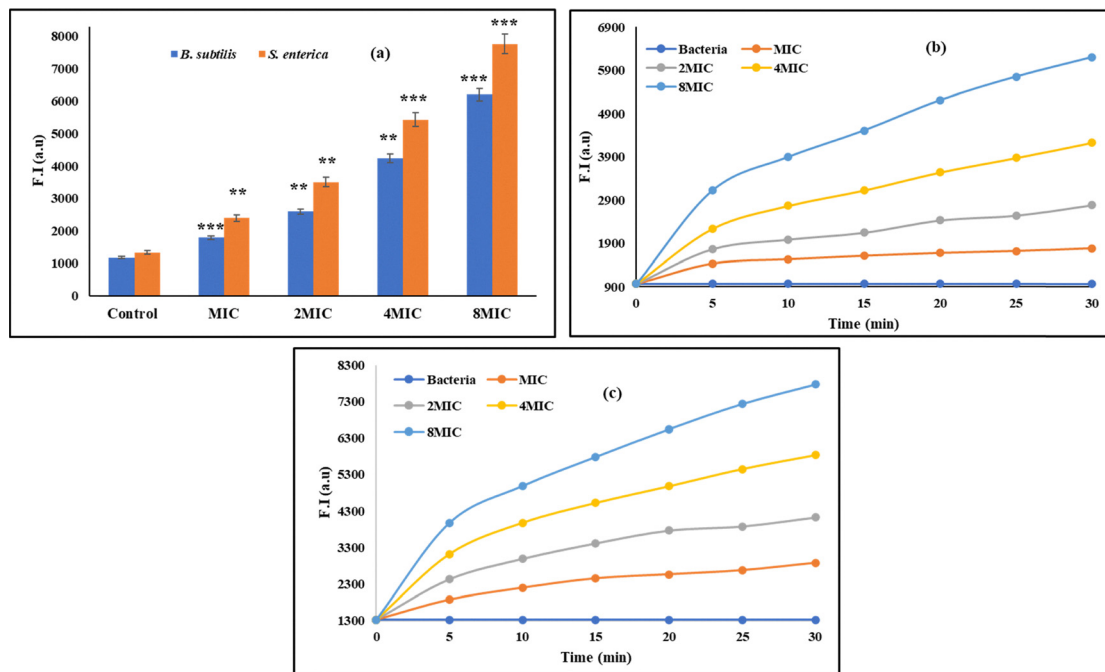 8000
7000
6000
5000
4000
3000
2000
1000
0
F.I (a.u)
B. subtilis S. enterica
(a)
*** ** ** ** ** *** *** ***
Control MIC 2MIC 4MIC 8MIC
6900
5900
4900
3900
2900
1900
900
F.I (a.u)
Bacteria MIC
2MIC 4MIC
8MIC
(b)
0 5 10 15 20 25 30
Time (min)
8300
7300
6300
5300
4300
3300
2300
1300
F.I (a.u)
Bacteria MIC
2MIC 4MIC
8MIC
(c)
0 5 10 15 20 25 30
Time (min)